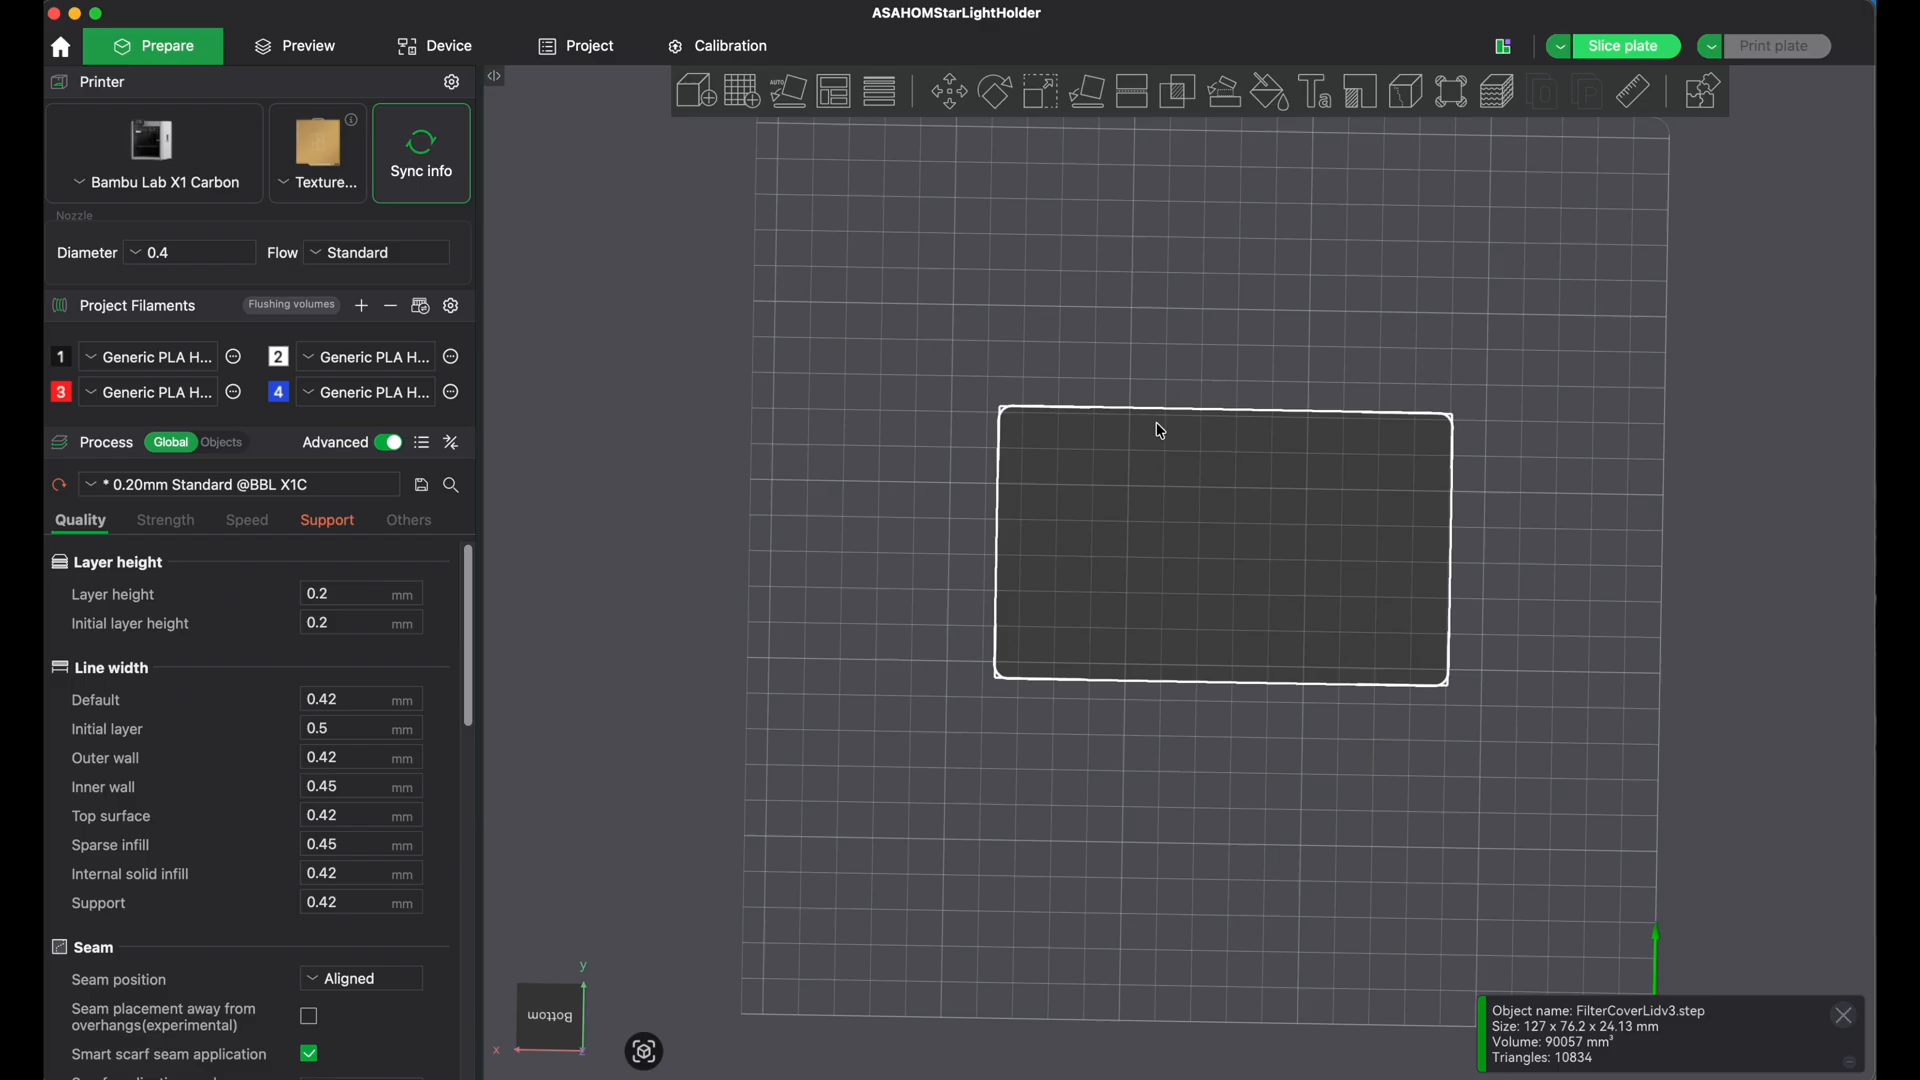 ASAHOMStarLightHolder
Prepare
Preview
Device
Project
Calibration
Slice plate
Print plate
Printer
AUTO
Bambu Lab X1 Carbon
Texture...
Sync info
Nozzle
Diameter 0.4 Flow Standard
Project Filaments Flushing volumes
1 Generic PLA H... 2 Generic PLA H...
3 Generic PLA H... 4 Generic PLA H...
Process Global Objects Advanced
* 0.20mm Standard @BBL X1C
Quality Strength Speed Support Others
Layer height
Layer height 0.2 mm
Initial layer height 0.2 mm
Line width
Default 0.42 mm
Initial layer 0.5 mm
Outer wall 0.42 mm
Inner wall 0.45 mm
Top surface 0.42 mm
Sparse infill 0.45 mm
Internal solid infill 0.42 mm
Support 0.42 mm
Seam
Seam position Aligned
Seam placement away from
overhangs(experimental)
Smart scarf seam application
y
Bottom
x
z
Object name: FilterCoverLidv3.step
Size: 127 x 76.2 x 24.13 mm
Volume: 90057 mm³
Triangles: 10834